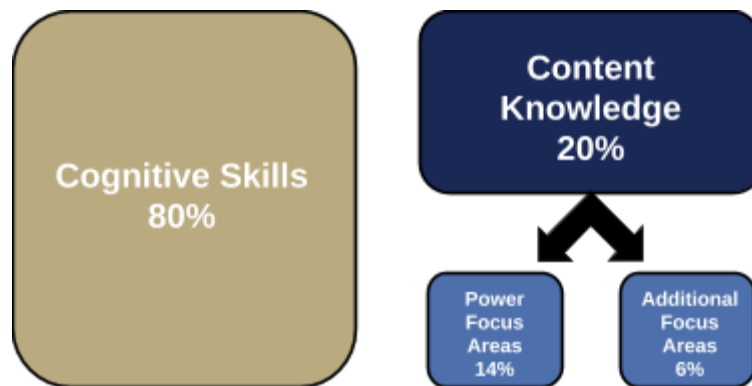 Cognitive Skills
80%
Content
Knowledge
20%
Power
Focus
Areas
14%
Additional
Focus
Areas
6%